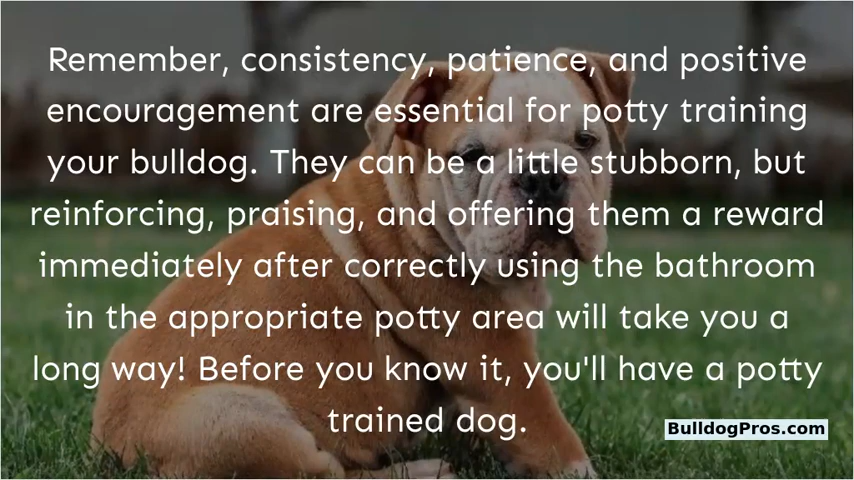 Remember, consistency, patience, and positive
encouragement are essential for potty training
your bulldog. They can be a little stubborn, but
reinforcing, praising, and offering them a reward
immediately after correctly using the bathroom
in the appropriate potty area will take you a
long way! Before you know it, you'll have a potty
trained dog.
BulldogPros.com